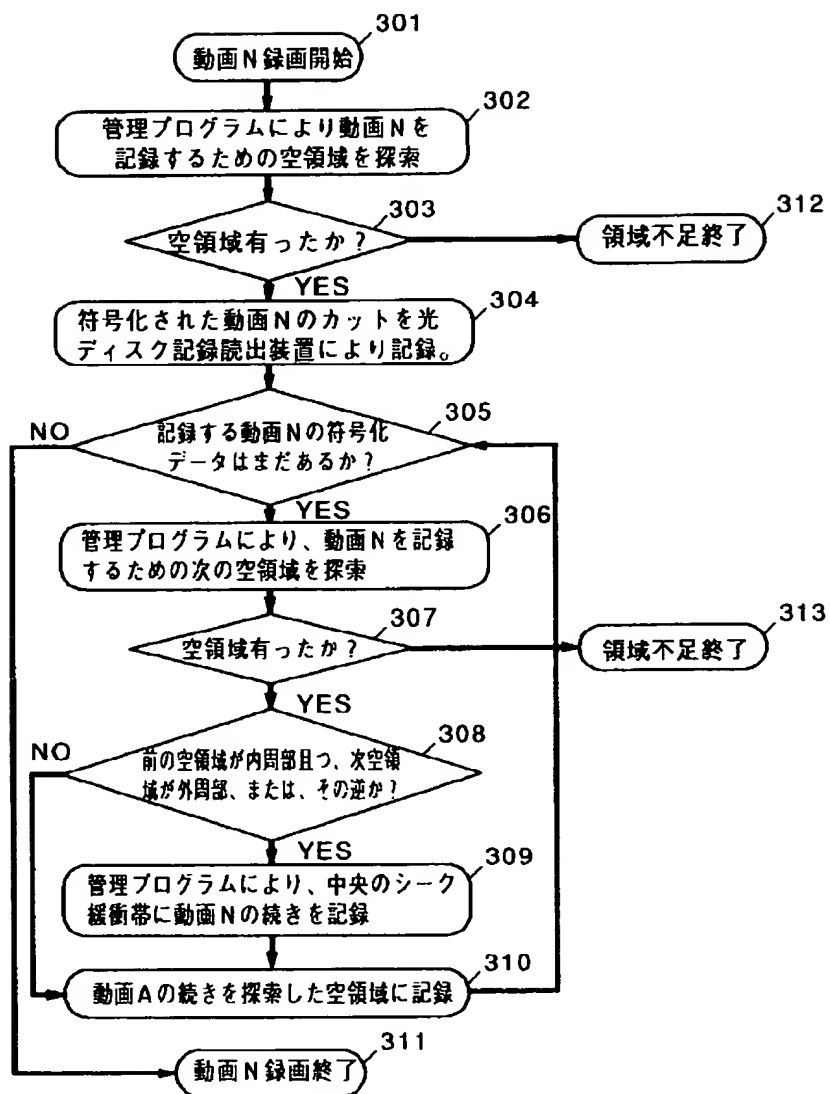 301
動画N録画開始
302
管理プログラムにより動画Nを
記録するための空領域を探索
303
空領域有ったか？
312
領域不足終了
YES
304
符号化された動画Nのカットを光
ディスク記録読出装置により記録。
305
NO
記録する動画Nの符号化
データはまだあるか？
YES
306
管理プログラムにより、動画Nを記録
するための次の空領域を探索
307
空領域有ったか？
313
領域不足終了
YES
308
NO
前の空領域が内周部且つ、次空領
域が外周部、または、その逆か？
YES
309
管理プログラムにより、中央のシーク
緩衝帯に動画Nの続きを記録
310
動画Aの続きを探索した空領域に記録
311
動画N録画終了